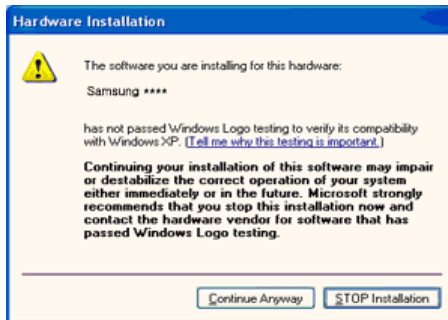 Hardware Installation
The software you are installing for this hardware:
Samsung ****
has not passed Windows Logo testing to verify its compatibility
with Windows XP. (Tell me why this testing is important.)
Continuing your installation of this software may impair
or destabilize the correct operation of your system
either immediately or in the future. Microsoft strongly
recommends that you stop this installation now and
contact the hardware vendor for software that has
passed Windows Logo testing.
Continue Anyway
STOP Installation